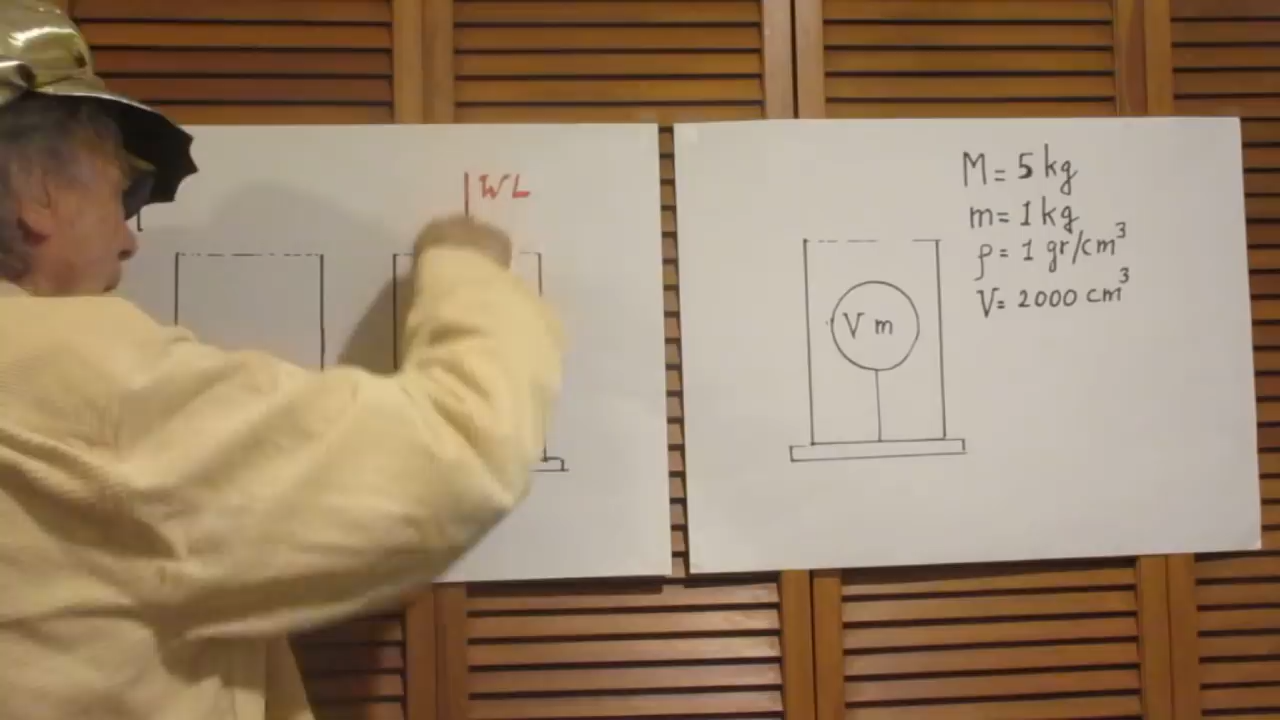 WL
M = 5 kg
m = 1 kg
ρ = 1 gr/cm³
V = 2000 cm³
V m